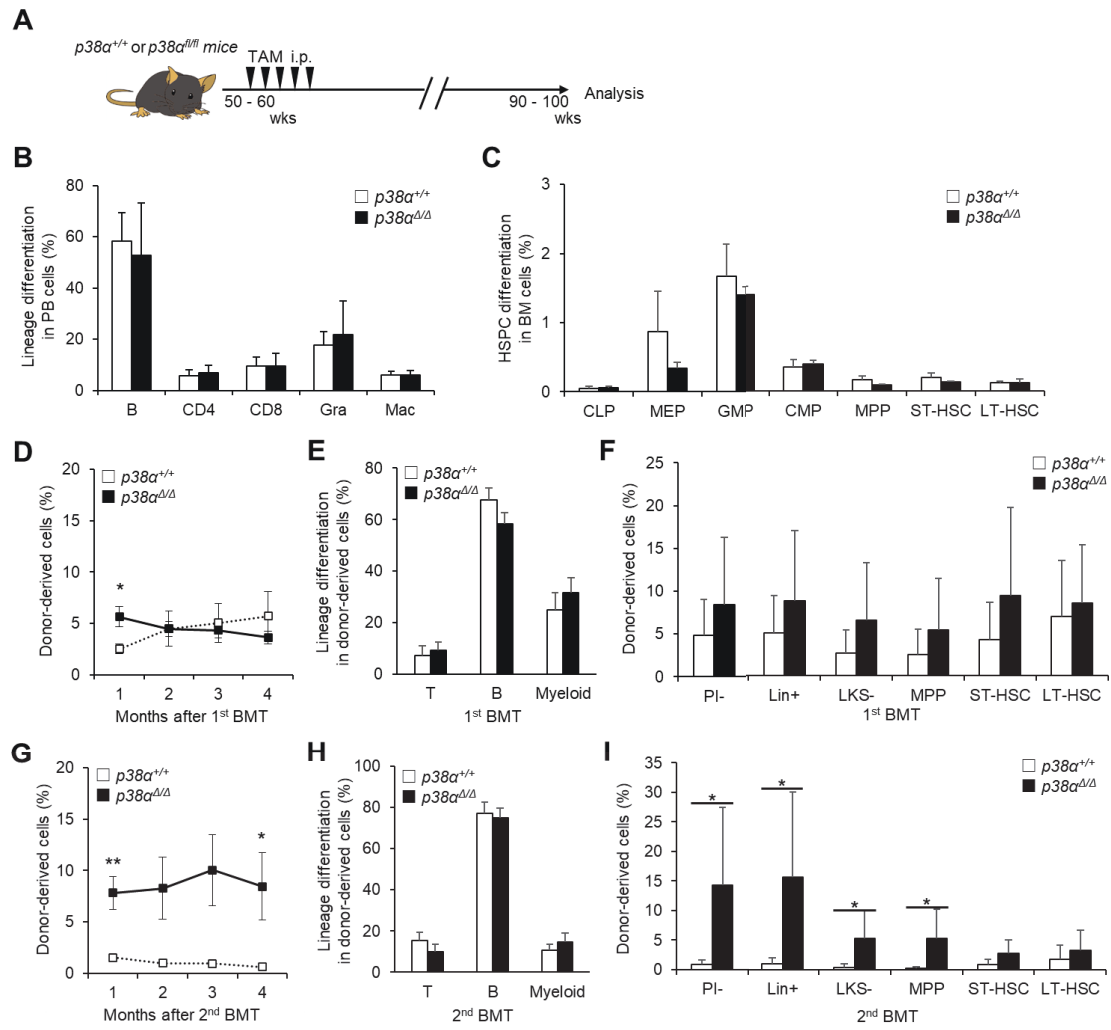 A
p38α+/+ or p38αfl/fl mice
TAM i.p.
50 - 60
wks
90 - 100
wks
Analysis
B
Lineage differentiation
in PB cells (%)
80
60
40
20
0
p38α+/+
p38αΔ/Δ
B CD4 CD8 Gra Mac
C
HSPC differentiation
in BM cells (%)
3
2
1
0
p38α+/+
p38αΔ/Δ
CLP MEP GMP CMP MPP ST-HSC LT-HSC
D
Donor-derived cells (%)
20
15
10
5
0
p38α+/+
p38αΔ/Δ
*
1 2 3 4
Months after 1st BMT
E
Lineage differentiation
in donor-derived cells (%)
80
60
40
20
0
p38α+/+
p38αΔ/Δ
T B Myeloid
1st BMT
F
Donor-derived cells (%)
25
20
15
10
5
0
p38α+/+
p38αΔ/Δ
PI- Lin+ LKS- MPP ST-HSC LT-HSC
1st BMT
G
Donor-derived cells (%)
20
15
10
5
0
p38α+/+
p38αΔ/Δ
** *
1 2 3 4
Months after 2nd BMT
H
Lineage differentiation
in donor-derived cells (%)
100
80
60
40
20
0
p38α+/+
p38αΔ/Δ
T B Myeloid
2nd BMT
I
Donor-derived cells (%)
35
30
25
20
15
10
5
0
p38α+/+
p38αΔ/Δ
* * * *
PI- Lin+ LKS- MPP ST-HSC LT-HSC
2nd BMT